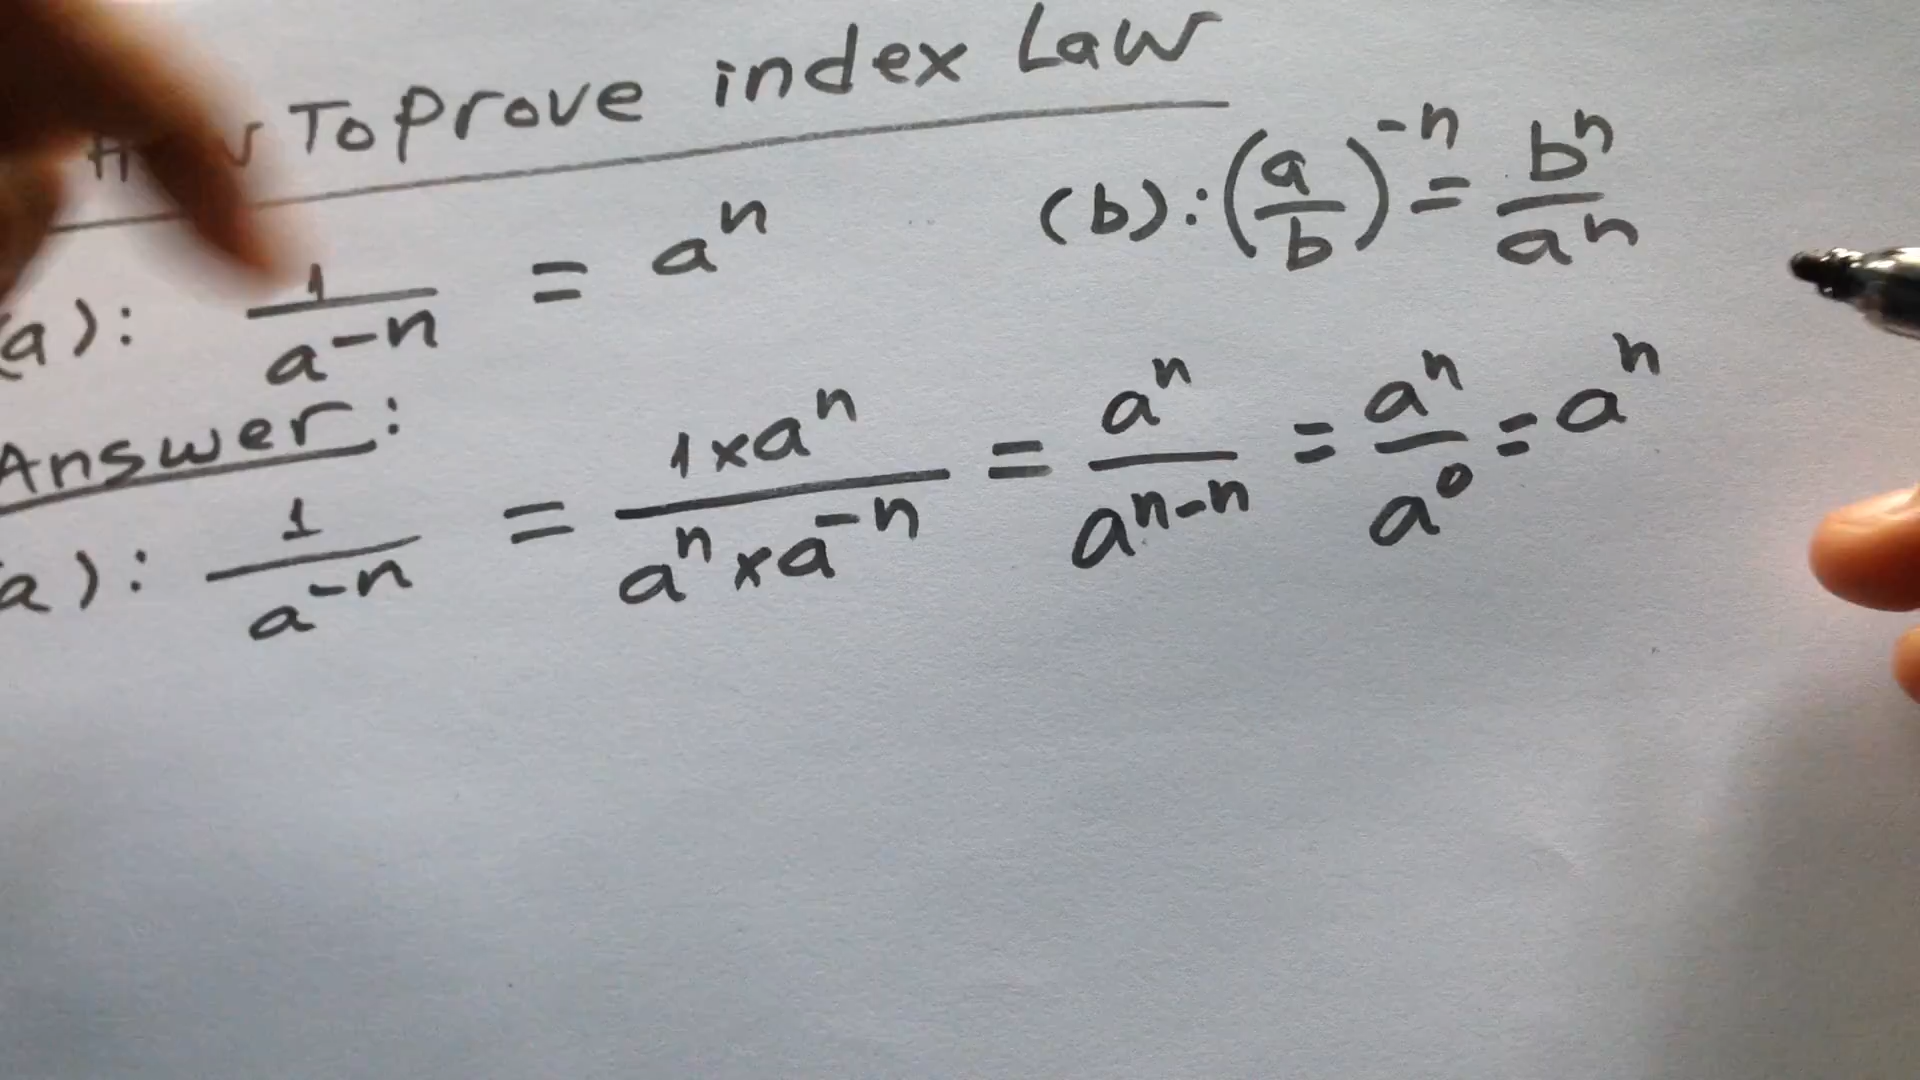 To Prove index Law
(a): 1/a^-n = a^n
(b): (a/b)^-n = b^n/a^n
Answer:
a): 1/a^-n = 1×a^n/a^n×a^-n = a^n/a^n-n = a^n/a^0 = a^n